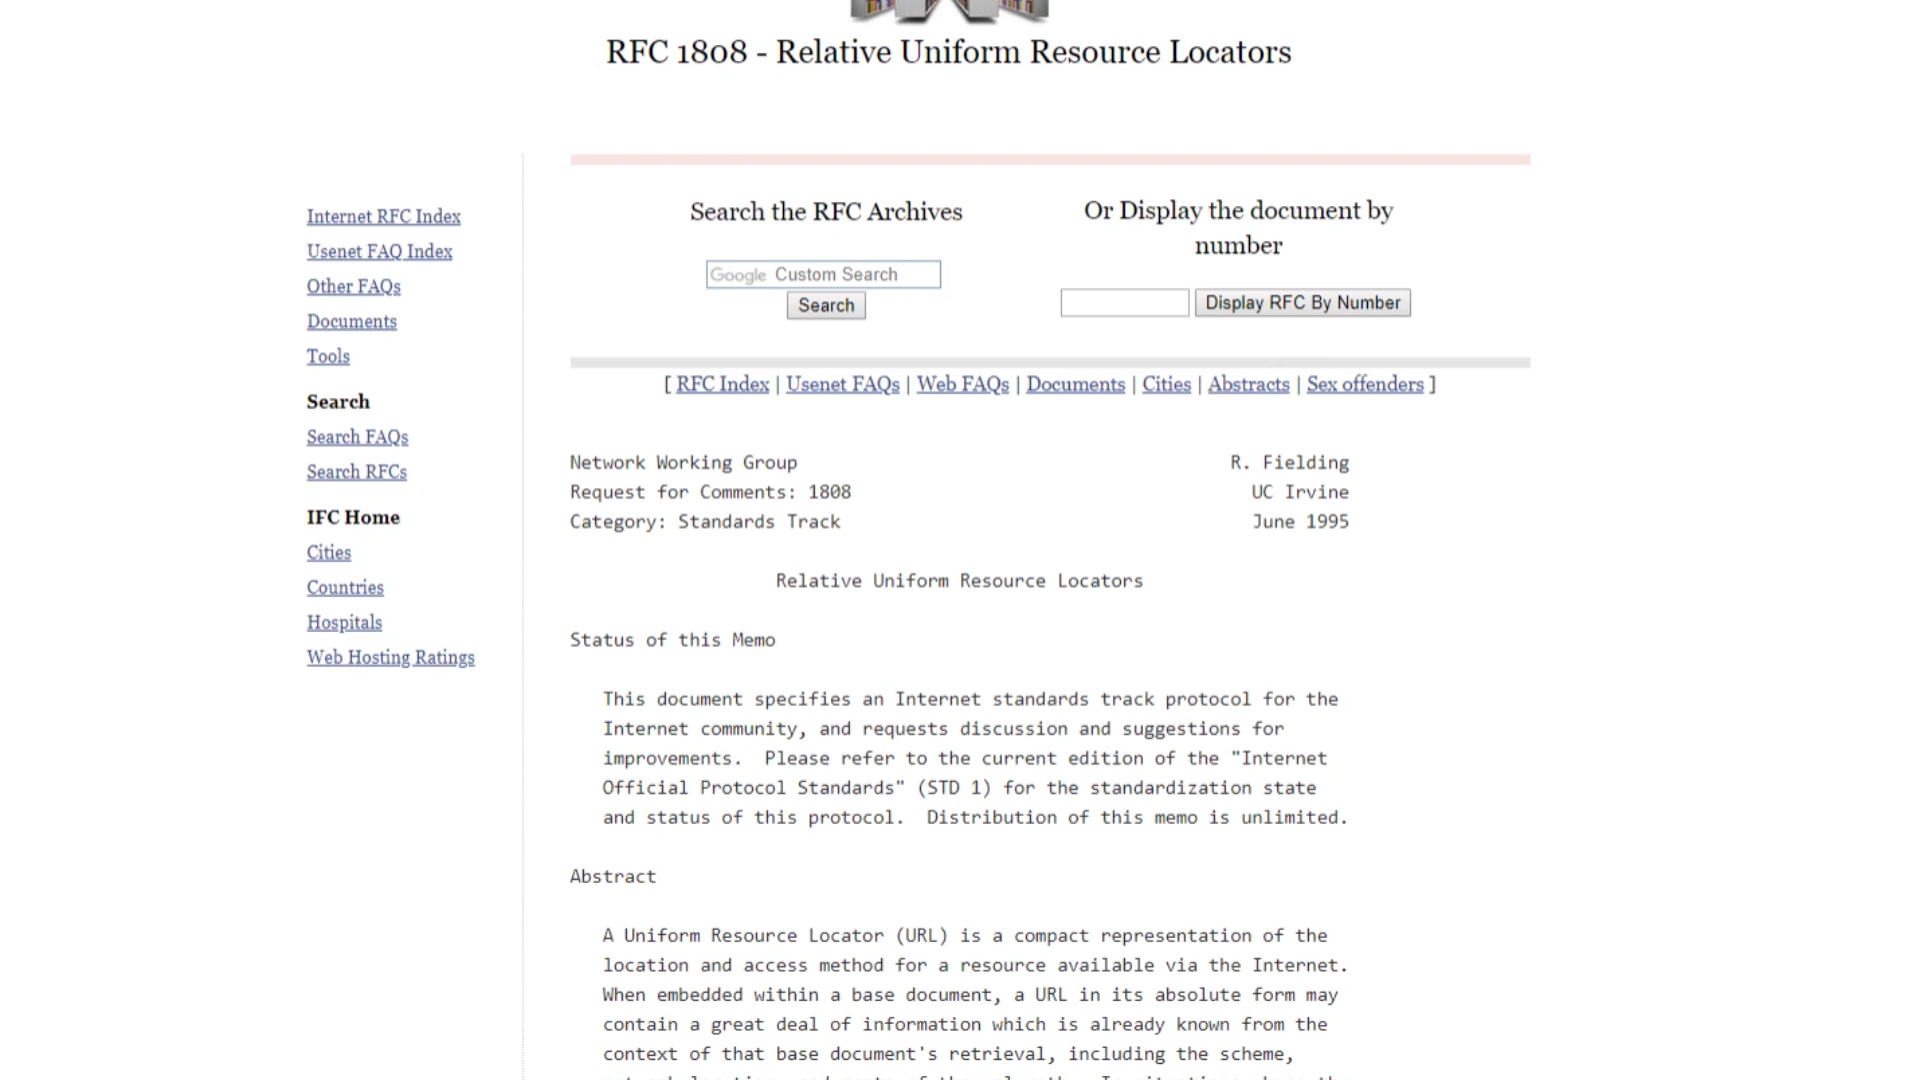 RFC 1808 - Relative Uniform Resource Locators
Internet RFC Index
Usenet FAQ Index
Other FAQs
Documents
Tools
Search
Search FAQs
Search RFCs
IFC Home
Cities
Countries
Hospitals
Web Hosting Ratings
Search the RFC Archives
Google Custom Search
Search
Or Display the document by
number
Display RFC By Number
[ RFC Index | Usenet FAQs | Web FAQs | Documents | Cities | Abstracts | Sex offenders ]
Network Working Group R. Fielding
Request for Comments: 1808 UC Irvine
Category: Standards Track June 1995
Relative Uniform Resource Locators
Status of this Memo
This document specifies an Internet standards track protocol for the
Internet community, and requests discussion and suggestions for
improvements. Please refer to the current edition of the "Internet
Official Protocol Standards" (STD 1) for the standardization state
and status of this protocol. Distribution of this memo is unlimited.
Abstract
A Uniform Resource Locator (URL) is a compact representation of the
location and access method for a resource available via the Internet.
When embedded within a base document, a URL in its absolute form may
contain a great deal of information which is already known from the
context of that base document's retrieval, including the scheme,